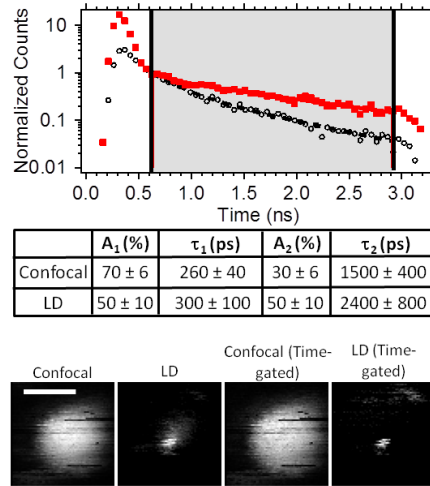 Normalized Counts
10
1
0.1
0.01
0.0 0.5 1.0 1.5 2.0 2.5 3.0
Time (ns)
A1 (%) τ1 (ps) A2 (%) τ2 (ps)
Confocal 70 ± 6 260 ± 40 30 ± 6 1500 ± 400
LD 50 ± 10 300 ± 100 50 ± 10 2400 ± 800
Confocal LD Confocal (Time-
gated) LD (Time-
gated)